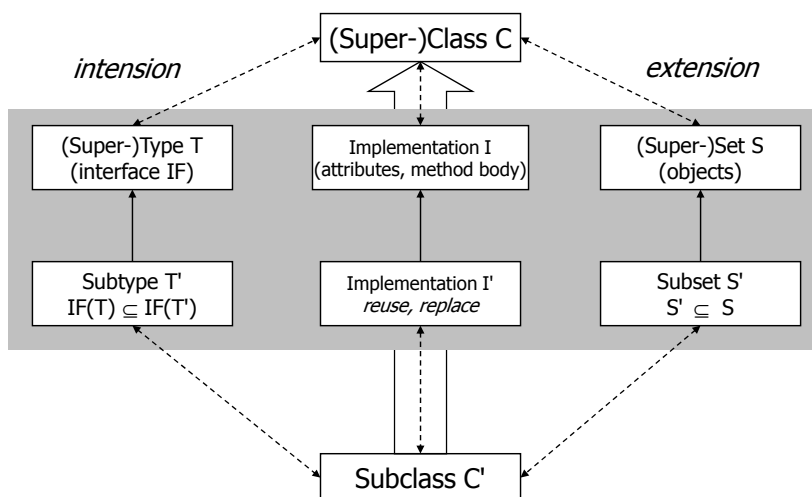 (Super-)Class C
intension
extension
(Super-)Type T
(interface IF)
Implementation I
(attributes, method body)
(Super-)Set S
(objects)
Subtype T'
IF(T) ⊆ IF(T')
Implementation I'
reuse, replace
Subset S'
S' ⊆ S
Subclass C'